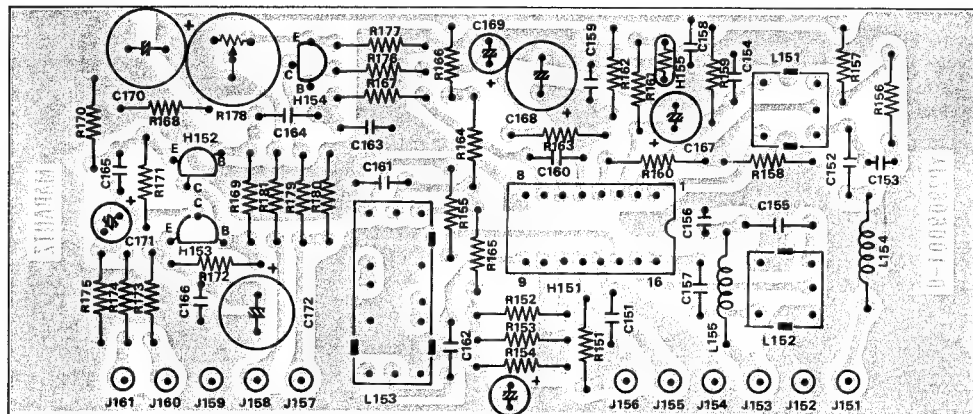 C169
E
R177
R176
R167
R166
C159
R162
R161
H155
C158
R159
C154
L151
R157
R156
C
B
H154
C170
R168
R178
C164
C168
R163
C167
R170
H152
E
B
C
C163
R164
C160
R160
R158
C152
C153
C165
R171
R169
R181
R179
R180
C161
8
1
R155
C156
C155
C171
C
E
B
H153
R165
L154
R172
9
16
H151
C157
R175
R174
R173
C166
C172
C162
R152
R153
R154
R151
C151
L155
L152
J161
J160
J159
J158
J157
L153
J156
J155
J154
J153
J152
J151